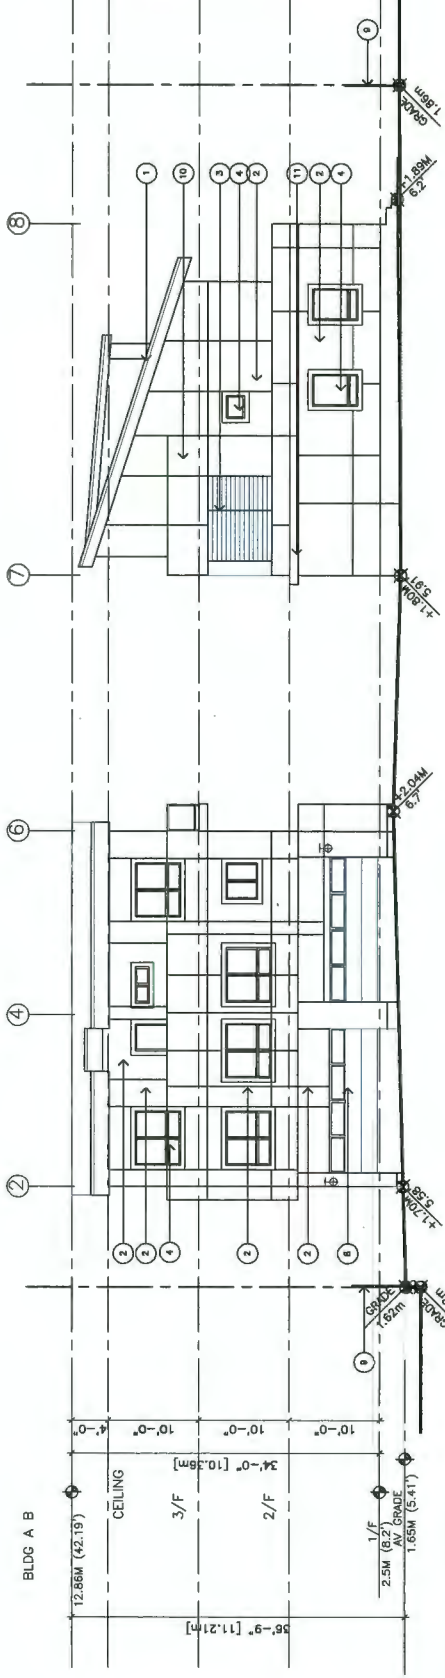 BLDG A B
12.86M (42.19')
CEILING
3/F
2/F
1/F
2.5M (8.2')
AV GRADE
1.65M (5.41')
4'-0"
10'-0"
10'-0"
10'-0"
34'-0" [10.36m]
36'-9" [11.21m]
2
4
6
7
8
2
2
4
2
2
6
9
GRADE
1.62m
GRADE
+1.70M
5.58
+2.04M
6.7'
+1.80M
5.91
1
10
3
4
2
11
2
4
+1.89M
6.2'
9
GRADE
1.86m